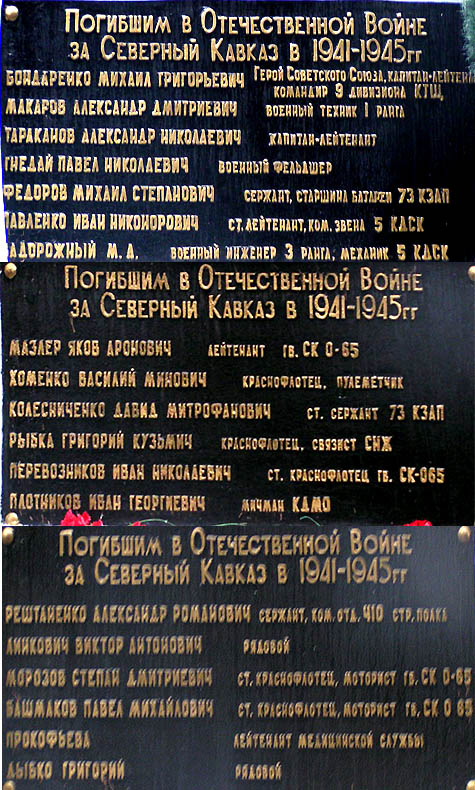 Погибшим в Отечественной Войне
за Северный Кавказ в 1941-1945гг
Бондаренко Михаил Григорьевич Герой Советского Союза, капитан-лейтенант
командир 9 дивизиона КТЩ,
Макаров Александр Дмитриевич военный техник 1 ранга
Тараканов Александр Николаевич капитан-лейтенант
Гнедай Павел Николаевич военный фельдшер
Федоров Михаил Степанович сержант, старшина батареи 73 КЗАП
Павленко Иван Никонорович ст. лейтенант, ком. звена 5 КДСК
Задорожный М. А. военный инженер 3 ранга, механик 5 КДСК
Погибшим в Отечественной Войне
за Северный Кавказ в 1941-1945гг
Мазлер Яков Аронович лейтенант гв. СК 0-65
Хоменко Василий Минович краснофлотец, пулеметчик
Колесниченко Давид Митрофанович ст. сержант 73 КЗАП
Рыбка Григорий Кузьмич краснофлотец, связист СНЖ
Перевозников Иван Николаевич ст. краснофлотец гв. СК-065
Плотников Иван Георгиевич мичман КДМО
Погибшим в Отечественной Войне
за Северный Кавказ в 1941-1945гг
Рештаненко Александр Романович сержант, ком. отд. 410 стр. полка
Линкович Виктор Антонович рядовой
Морозов Степан Дмитриевич ст. краснофлотец, моторист гв. СК 0-65
Башмаков Павел Михайлович ст. краснофлотец, моторист гв. СК 0 65
Прокофьева лейтенант медицинской службы
Дыбко Григорий рядовой